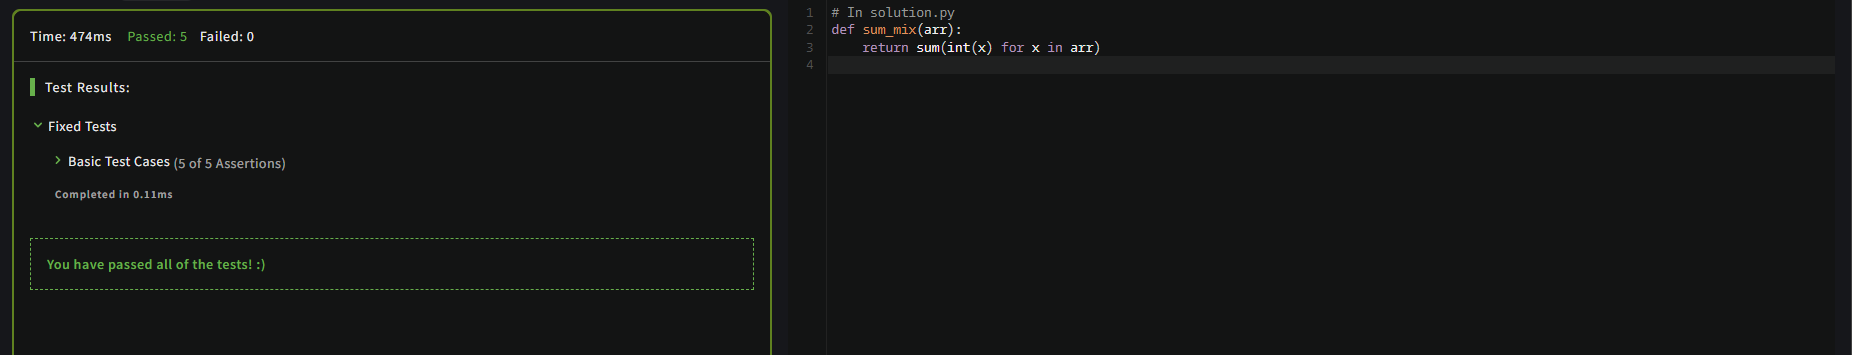 Time: 474ms Passed: 5 Failed: 0
Test Results:
Fixed Tests
Basic Test Cases (5 of 5 Assertions)
Completed in 0.11ms
You have passed all of the tests! :)
1 # In solution.py
2 def sum_mix(arr):
3     return sum(int(x) for x in arr)
4